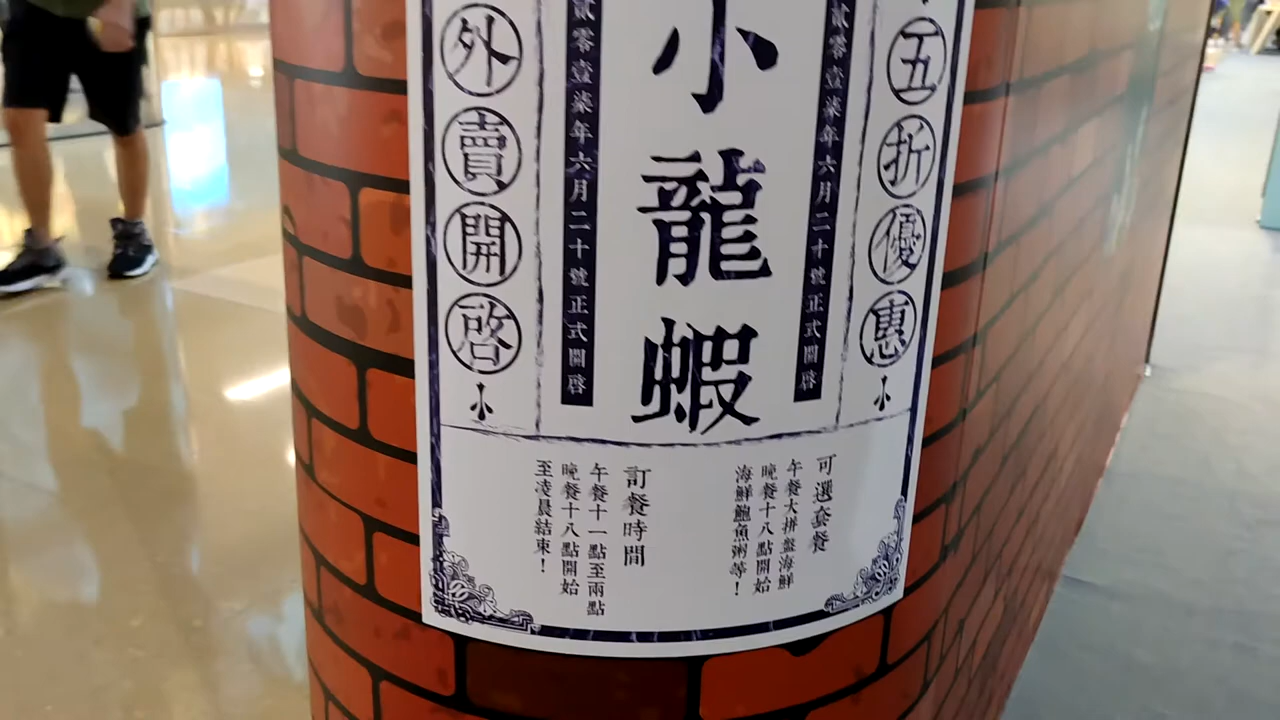 五折優惠
貳零壹柒年六月二十號正式開啓
小龍蝦
貳零壹柒年六月二十號正式開啓
外賣開啓
可選套餐
午餐大拼盤海鮮
晚餐十八點開始
海鮮鮑魚粥等！
訂餐時間
午餐十一點至兩點
晚餐十八點開始
至凌晨結束！